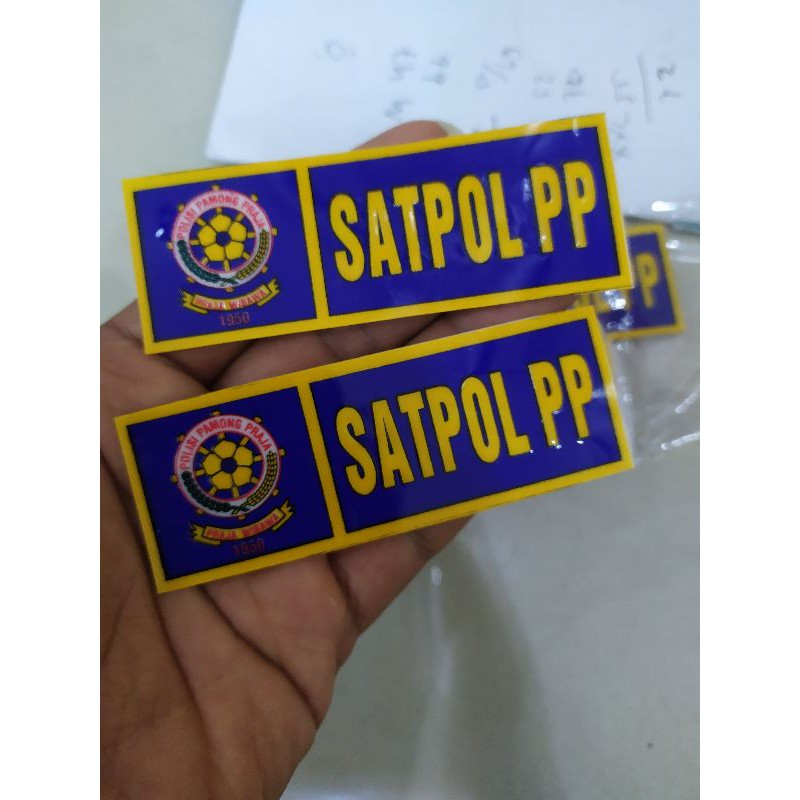 POLISI PAMONG PRAJA
PRAJA WIBAWA
1950
SATPOL PP
POLISI PAMONG PRAJA
PRAJA WIBAWA
1950
SATPOL PP
P